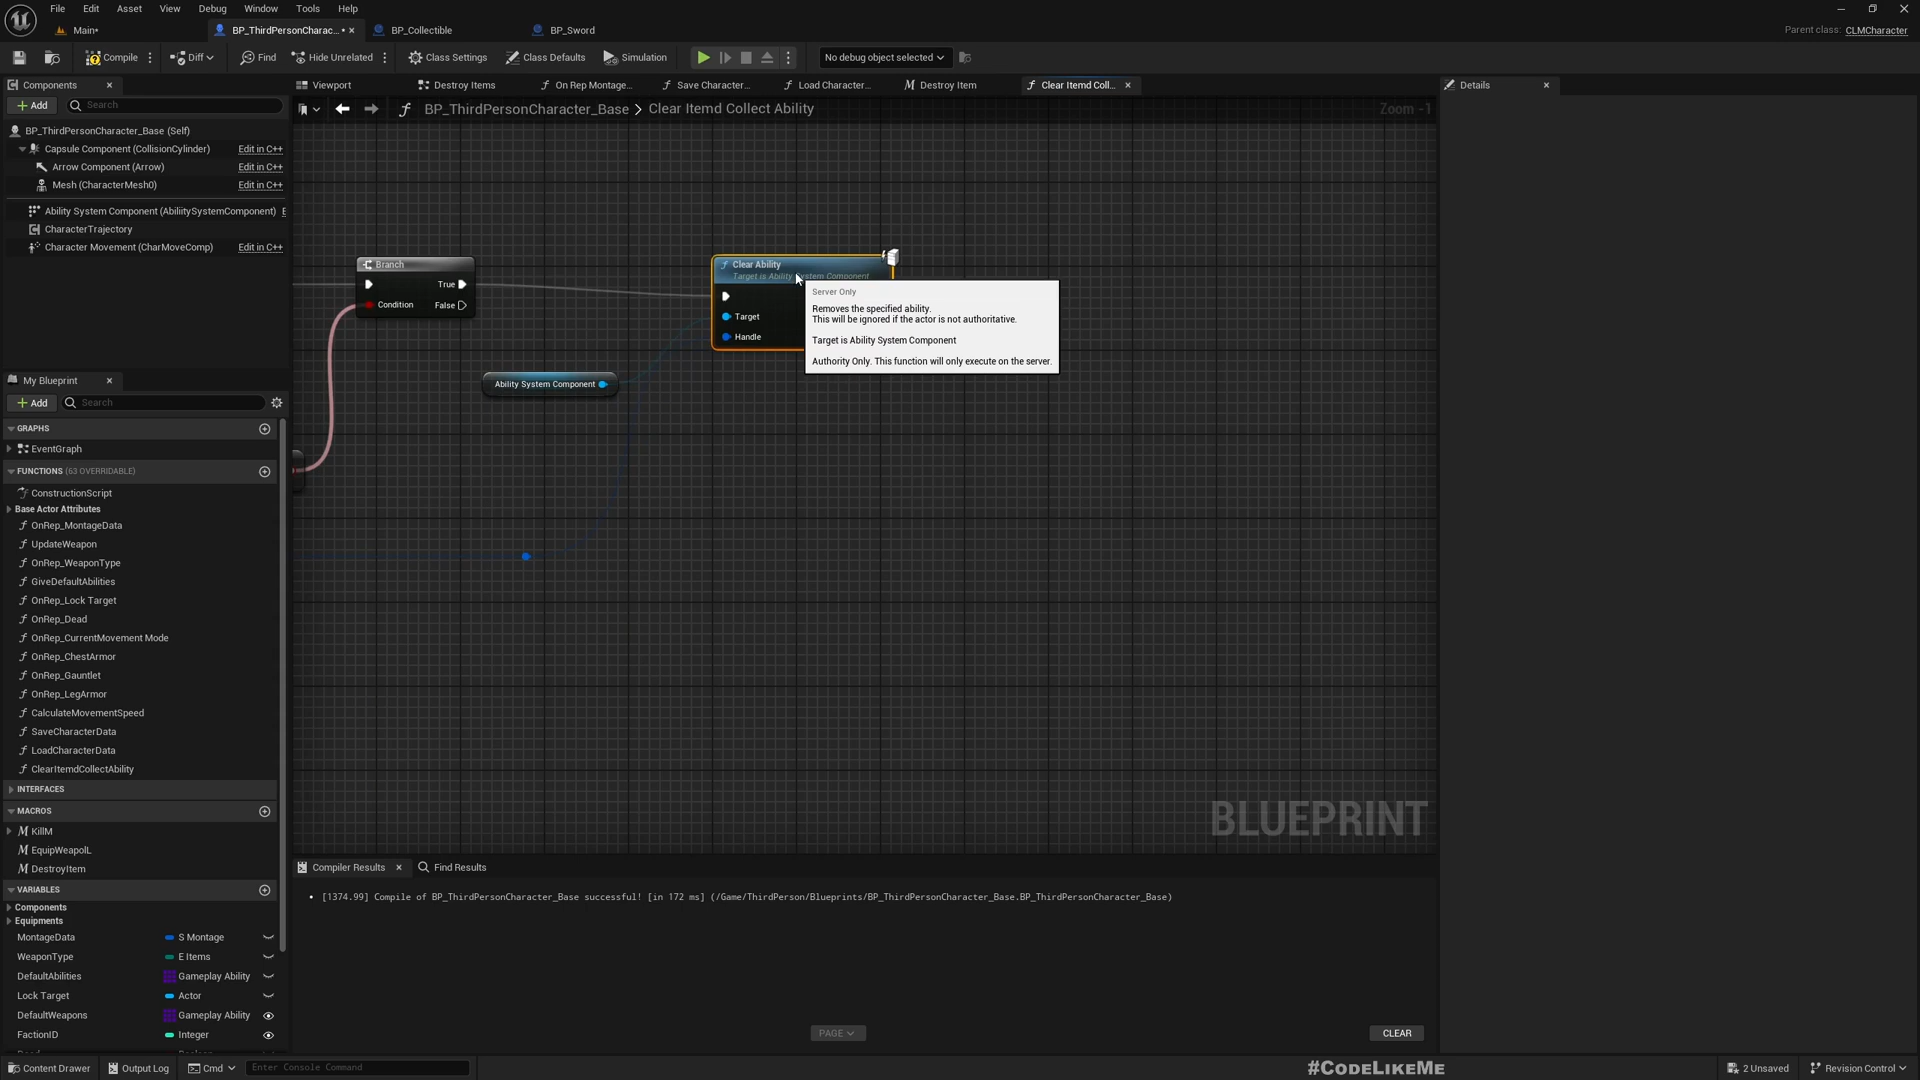 File Edit Asset View Debug Window Tools Help
Main•
BP_ThirdPersonCharac... •
BP_Collectible
BP_Sword
Parent class: CLMCharacter
Compile
Diff
Find
Hide Unrelated
Class Settings
Class Defaults
Simulation
No debug object selected
Components
Viewport
Destroy Items
On Rep Montage...
Save Character...
Load Character...
Destroy Item
Clear Itemd Coll...
Details
+ Add
Search
BP_ThirdPersonCharacter_Base > Clear Itemd Collect Ability
Zoom -1
BP_ThirdPersonCharacter_Base (Self)
Capsule Component (CollisionCylinder) Edit in C++
Arrow Component (Arrow) Edit in C++
Mesh (CharacterMesh0) Edit in C++
Ability System Component (AbiliitySystemComponent) E
CharacterTrajectory
Character Movement (CharMoveComp) Edit in C++
Branch
True
Condition
False
Clear Ability
Target is Ability System Component
Target
Handle
Server Only
Removes the specified ability.
This will be ignored if the actor is not authoritative.
Target is Ability System Component
Authority Only. This function will only execute on the server.
Ability System Component
My Blueprint
+ Add
Search
GRAPHS
EventGraph
FUNCTIONS (63 OVERRIDABLE)
ConstructionScript
Base Actor Attributes
OnRep_MontageData
UpdateWeapon
OnRep_WeaponType
GiveDefaultAbilities
OnRep_Lock Target
OnRep_Dead
OnRep_CurrentMovement Mode
OnRep_ChestArmor
OnRep_Gauntlet
OnRep_LegArmor
CalculateMovementSpeed
SaveCharacterData
LoadCharacterData
ClearItemdCollectAbility
INTERFACES
MACROS
KillM
EquipWeapolL
DestroyItem
VARIABLES
Components
Equipments
MontageData S Montage
WeaponType E Items
DefaultAbilities Gameplay Ability
Lock Target Actor
DefaultWeapons Gameplay Ability
FactionID Integer
BLUEPRINT
Compiler Results
Find Results
• [1374.99] Compile of BP_ThirdPersonCharacter_Base successful! [in 172 ms] (/Game/ThirdPerson/Blueprints/BP_ThirdPersonCharacter_Base.BP_ThirdPersonCharacter_Base)
PAGE
CLEAR
Content Drawer
Output Log
Cmd
Enter Console Command
#CodeLikeMe
2 Unsaved
Revision Control